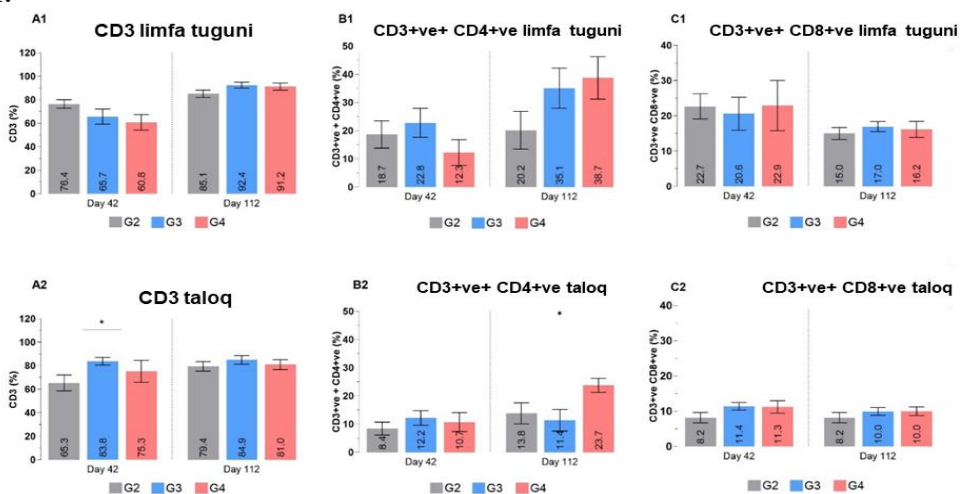 A1
CD3 limfa tuguni
CD3 (%)
120
100
80
60
40
20
0
76.4
65.7
60.8
85.1
92.4
91.2
Day 42
Day 112
G2 G3 G4
B1
CD3+ve+ CD4+ve limfa tuguni
CD3+ve + CD4+ve (%)
50
40
30
20
10
0
18.7
22.8
12.3
20.2
35.1
38.7
Day 42
Day 112
G2 G3 G4
C1
CD3+ve+ CD8+ve limfa tuguni
CD3+ve CD8+ve (%)
40
30
20
10
0
22.7
20.6
22.9
15.0
17.0
16.2
Day 42
Day 112
G2 G3 G4
A2
CD3 taloq
CD3 (%)
120
100
80
60
40
20
0
*
65.3
83.8
75.3
79.4
84.9
81.0
Day 42
Day 112
G2 G3 G4
B2
CD3+ve+ CD4+ve taloq
CD3+ve + CD4+ve (%)
50
40
30
20
10
0
*
8.4
12.2
10.7
13.8
11.4
23.7
Day 42
Day 112
G2 G3 G4
C2
CD3+ve+ CD8+ve taloq
CD3+ve CD8+ve (%)
40
30
20
10
0
8.2
11.4
11.3
8.2
10.0
10.0
Day 42
Day 112
G2 G3 G4